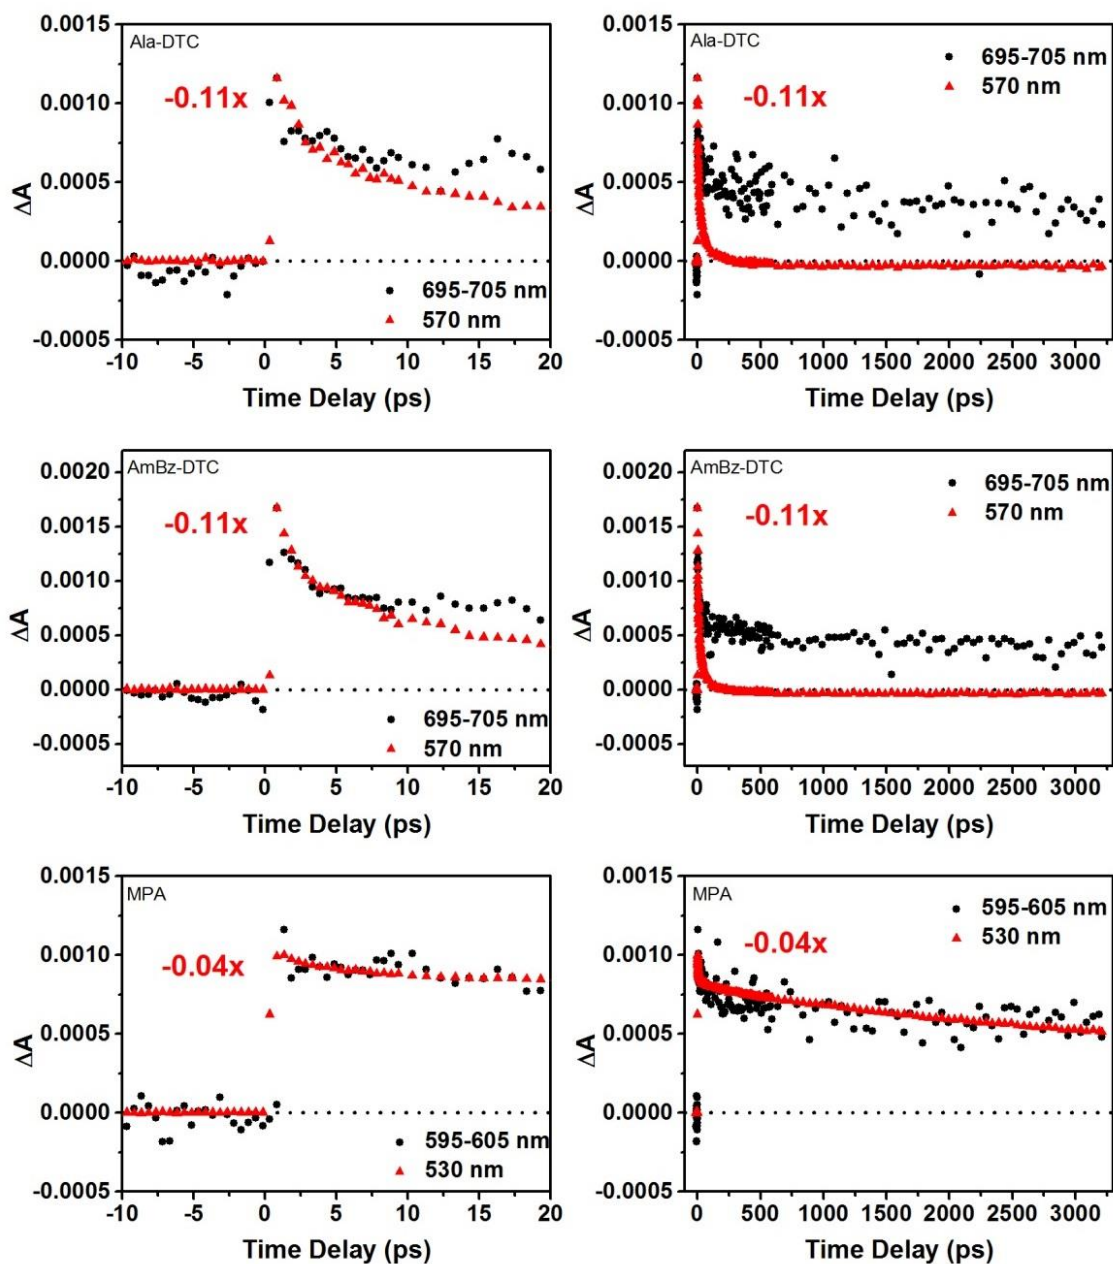 Ala-DTC
-0.11x
695-705 nm
570 nm
ΔA
0.0015
0.0010
0.0005
0.0000
-0.0005
-10 -5 0 5 10 15 20
Time Delay (ps)
Ala-DTC
-0.11x
695-705 nm
570 nm
ΔA
0.0015
0.0010
0.0005
0.0000
-0.0005
0 500 1000 1500 2000 2500 3000
Time Delay (ps)
AmBz-DTC
-0.11x
695-705 nm
570 nm
ΔA
0.0020
0.0015
0.0010
0.0005
0.0000
-0.0005
-10 -5 0 5 10 15 20
Time Delay (ps)
AmBz-DTC
-0.11x
695-705 nm
570 nm
ΔA
0.0020
0.0015
0.0010
0.0005
0.0000
-0.0005
0 500 1000 1500 2000 2500 3000
Time Delay (ps)
MPA
-0.04x
595-605 nm
530 nm
ΔA
0.0015
0.0010
0.0005
0.0000
-0.0005
-10 -5 0 5 10 15 20
Time Delay (ps)
MPA
-0.04x
595-605 nm
530 nm
ΔA
0.0015
0.0010
0.0005
0.0000
-0.0005
0 500 1000 1500 2000 2500 3000
Time Delay (ps)